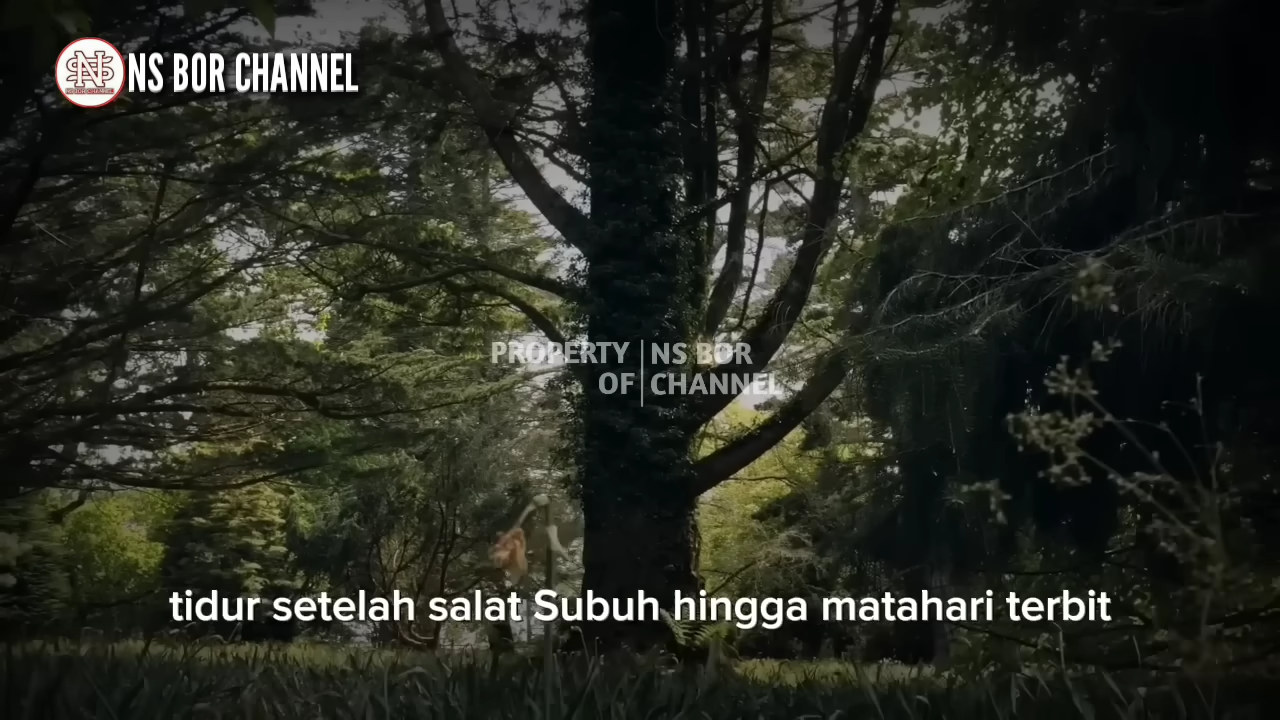 NS BOR CHANNEL
PROPERTY OF
NS BOR CHANNEL
tidur setelah salat Subuh hingga matahari terbit